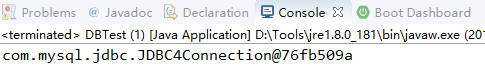 Problems @ Javadoc Declaration Console Boot Dashboard
<terminated> DBTest (1) [Java Application] D:\Tools\jre1.8.0_181\bin\javaw.exe (201
com.mysql.jdbc.JDBC4Connection@76fb509a